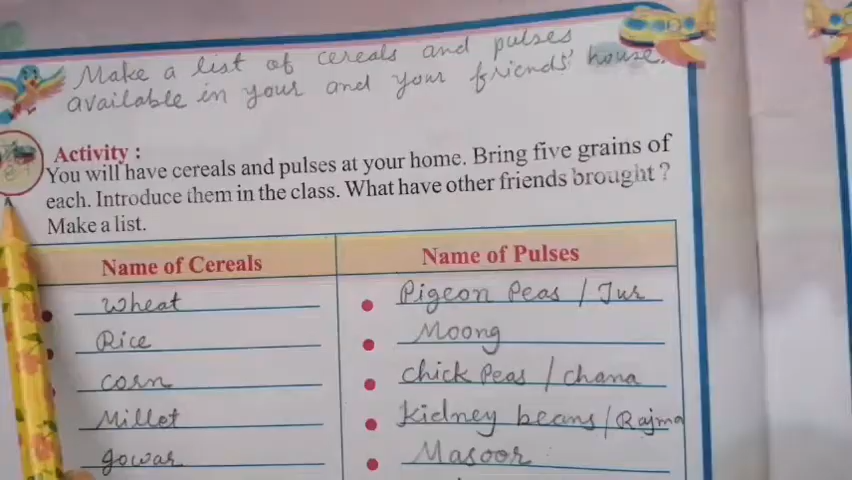 Make a list of cereals and pulses
available in your and your friends' house.
Activity :
You will have cereals and pulses at your home. Bring five grains of
each. Introduce them in the class. What have other friends brought ?
Make a list.
Name of Cereals Name of Pulses
Wheat Pigeon Peas / Tur
Rice Moong
Corn Chick Peas / Chana
Millet Kidney beans / Rajma
Jowar Masoor